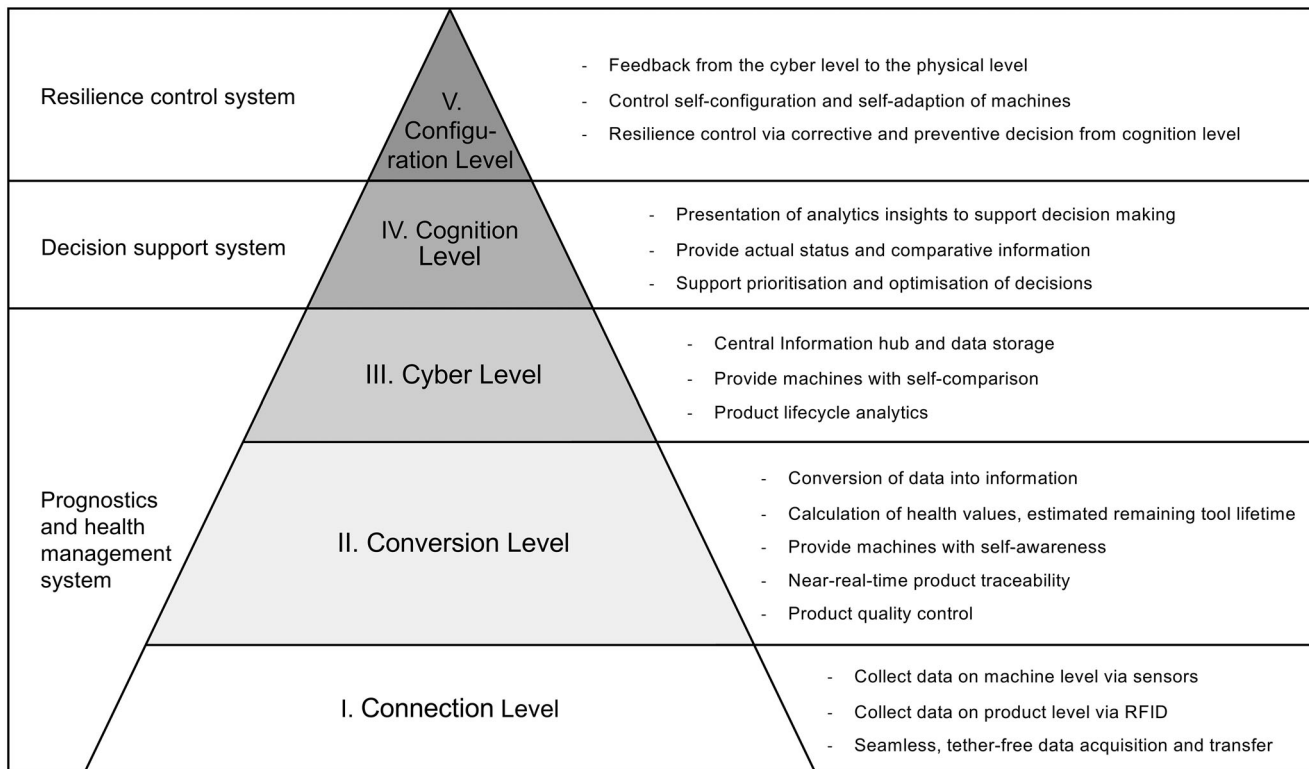 Resilience control system
V.
Configu-
ration Level
- Feedback from the cyber level to the physical level
- Control self-configuration and self-adaption of machines
- Resilience control via corrective and preventive decision from cognition level
Decision support system
IV. Cognition
Level
- Presentation of analytics insights to support decision making
- Provide actual status and comparative information
- Support prioritisation and optimisation of decisions
Prognostics
and health
management
system
III. Cyber Level
- Central Information hub and data storage
- Provide machines with self-comparison
- Product lifecycle analytics
II. Conversion Level
- Conversion of data into information
- Calculation of health values, estimated remaining tool lifetime
- Provide machines with self-awareness
- Near-real-time product traceability
- Product quality control
I. Connection Level
- Collect data on machine level via sensors
- Collect data on product level via RFID
- Seamless, tether-free data acquisition and transfer